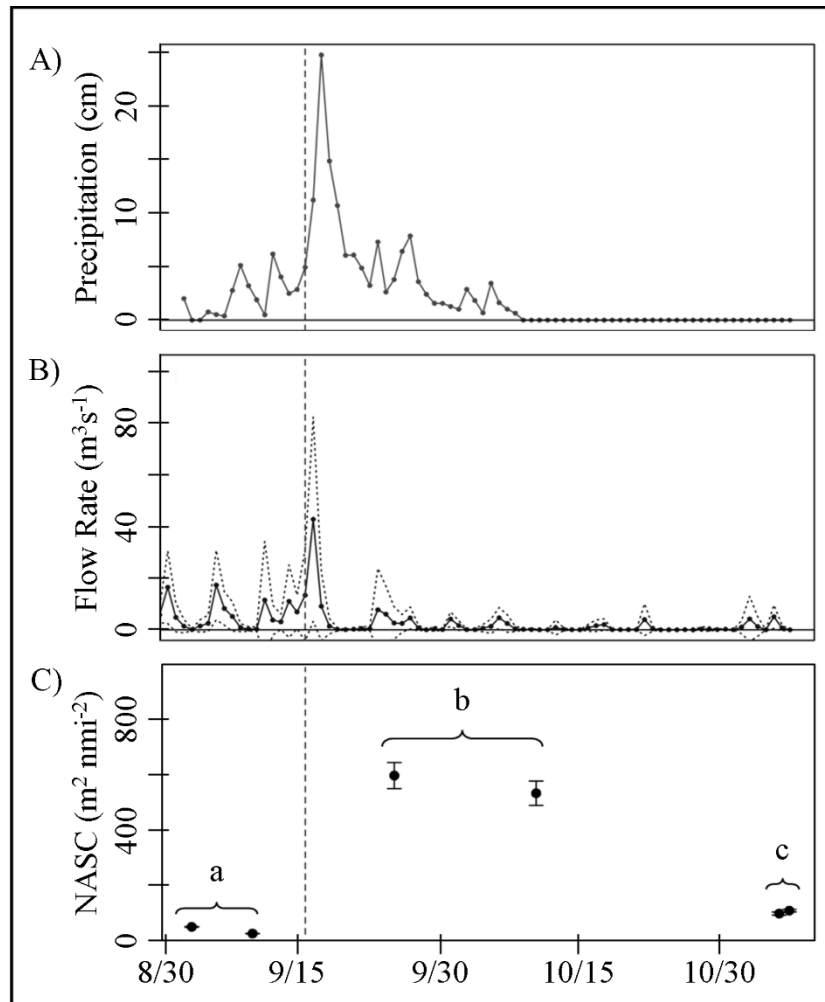 A)
Precipitation (cm)
20
10
0
B)
Flow Rate (m³s⁻¹)
80
40
0
C)
NASC (m² nmi⁻²)
800
400
0
a
b
c
8/30 9/15 9/30 10/15 10/30